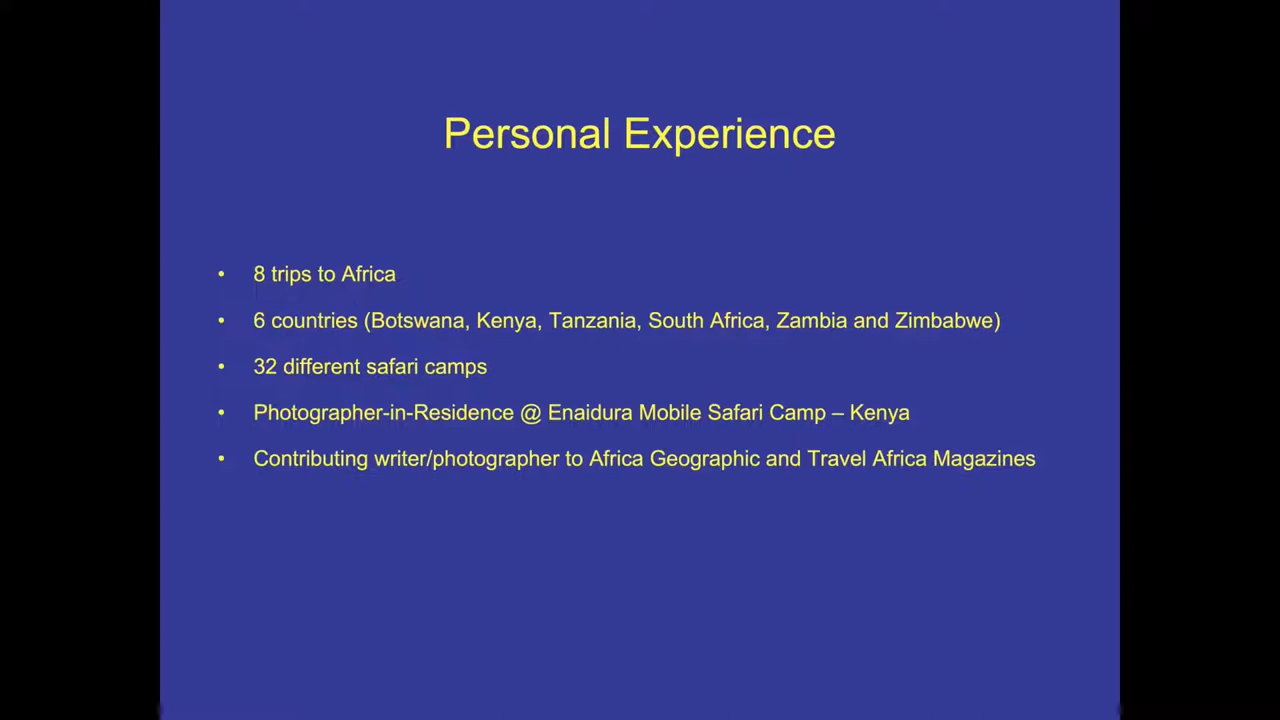 Personal Experience
• 8 trips to Africa
• 6 countries (Botswana, Kenya, Tanzania, South Africa, Zambia and Zimbabwe)
• 32 different safari camps
• Photographer-in-Residence @ Enaidura Mobile Safari Camp – Kenya
• Contributing writer/photographer to Africa Geographic and Travel Africa Magazines